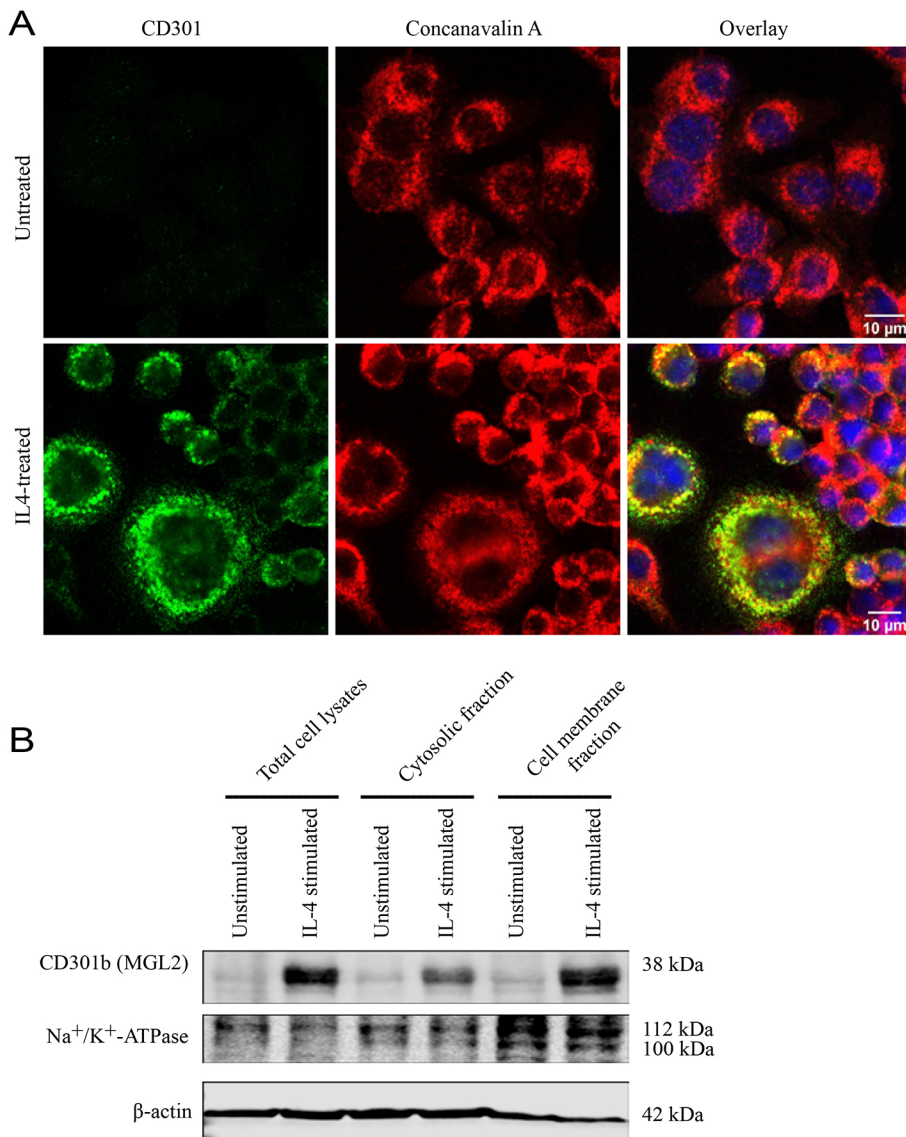 A
CD301
Concanavalin A
Overlay
Untreated
10 µm
IL4-treated
10 µm
B
Total cell lysates
Cytosolic fraction
Cell membrane
fraction
Unstimulated
IL-4 stimulated
Unstimulated
IL-4 stimulated
Unstimulated
IL-4 stimulated
CD301b (MGL2)
38 kDa
Na⁺/K⁺-ATPase
112 kDa
100 kDa
β-actin
42 kDa